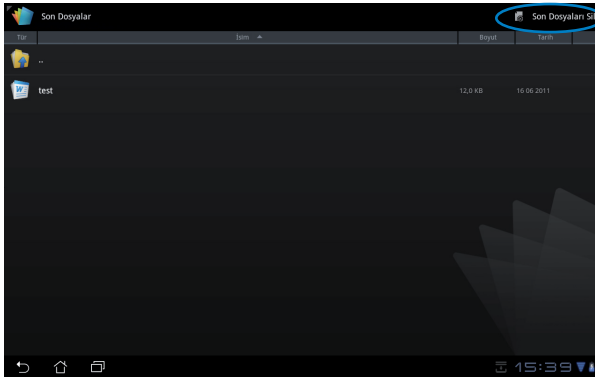 Son Dosyalar Son Dosyaları Sil
Tür İsim Boyut Tarih
..
test 12,0 KB 16 06 2011
15:39